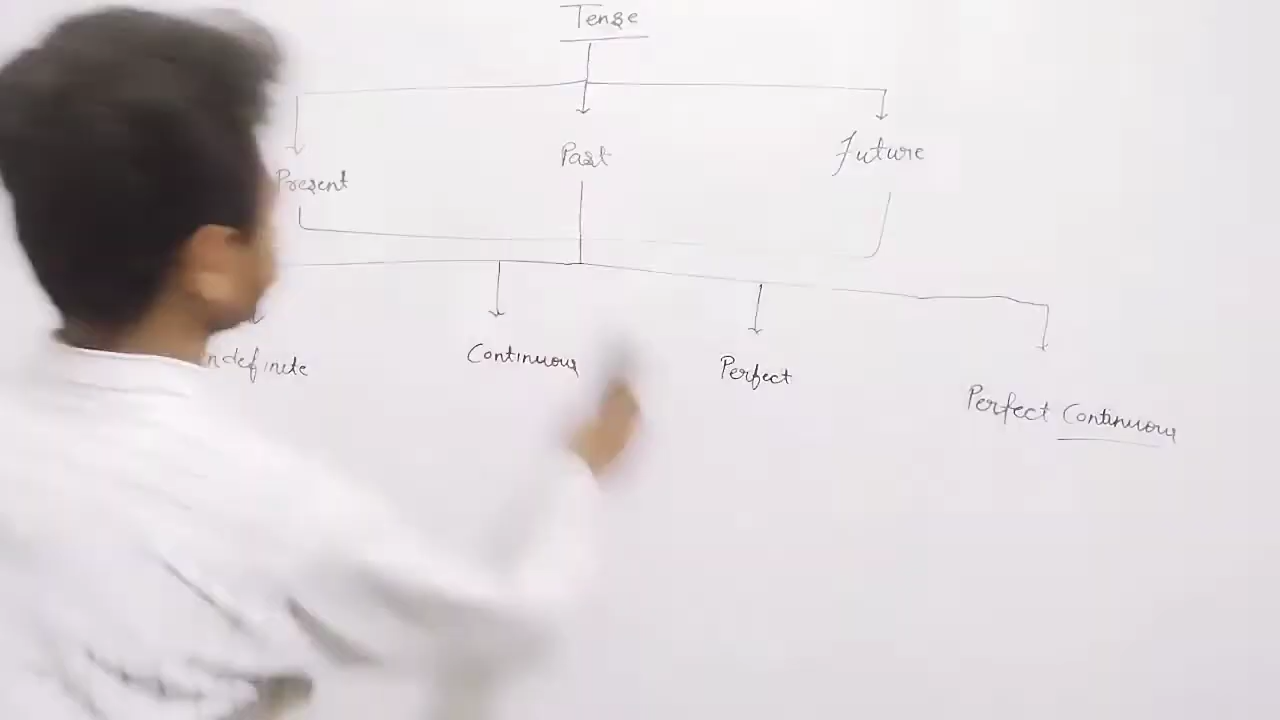 Tense
Present Past Future
ndefinite Continuous Perfect
Perfect Continuous